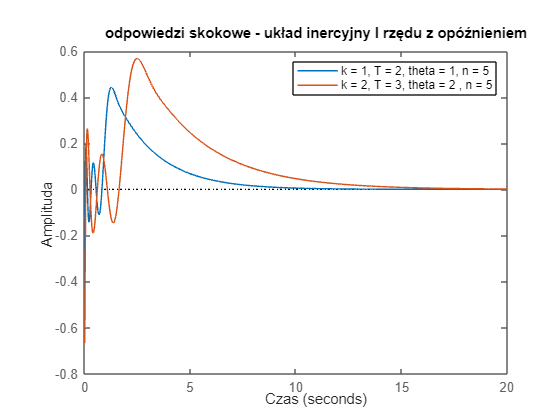 odpowiedzi skokowe - układ inercyjny I rzędu z opóźnieniem
k = 1, T = 2, theta = 1, n = 5
k = 2, T = 3, theta = 2 , n = 5
Amplituda
0.6
0.4
0.2
0
-0.2
-0.4
-0.6
-0.8
0 5 10 15 20
Czas (seconds)